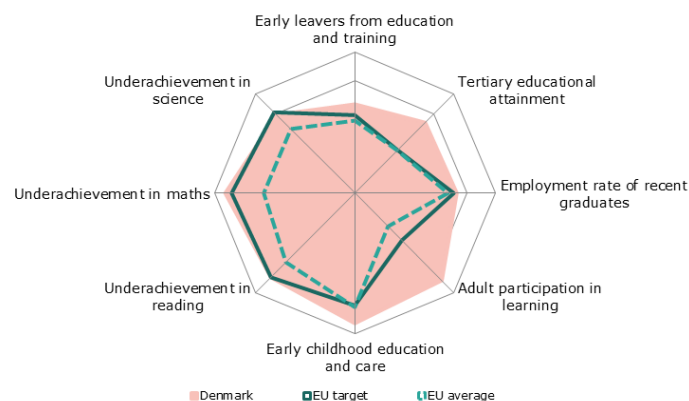 Early leavers from education
and training
Underachievement in
science
Tertiary educational
attainment
Underachievement in maths
Employment rate of recent
graduates
Underachievement in
reading
Adult participation in
learning
Early childhood education
and care
Denmark
EU target
EU average